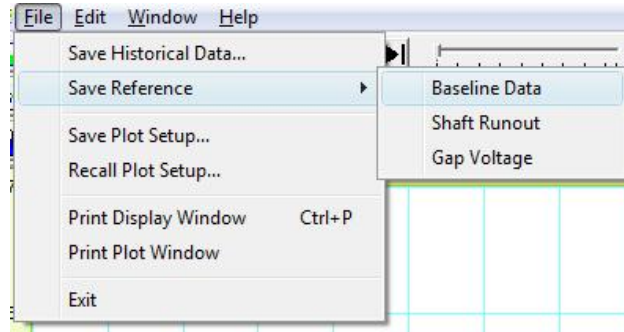 File Edit Window Help
Save Historical Data...
Save Reference
Baseline Data
Shaft Runout
Gap Voltage
Save Plot Setup...
Recall Plot Setup...
Print Display Window Ctrl+P
Print Plot Window
Exit